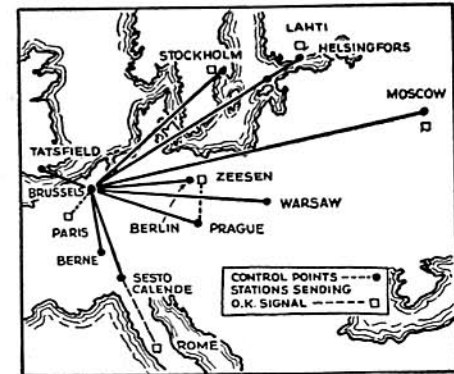 LAHTI
HELSINGFORS
STOCKHOLM
MOSCOW
TATSFIELD
BRUSSELS
ZEESEN
WARSAW
PARIS
BERLIN
PRAGUE
BERNE
SESTO
CALENDE
ROME
CONTROL POINTS
STATIONS SENDING
O.K. SIGNAL